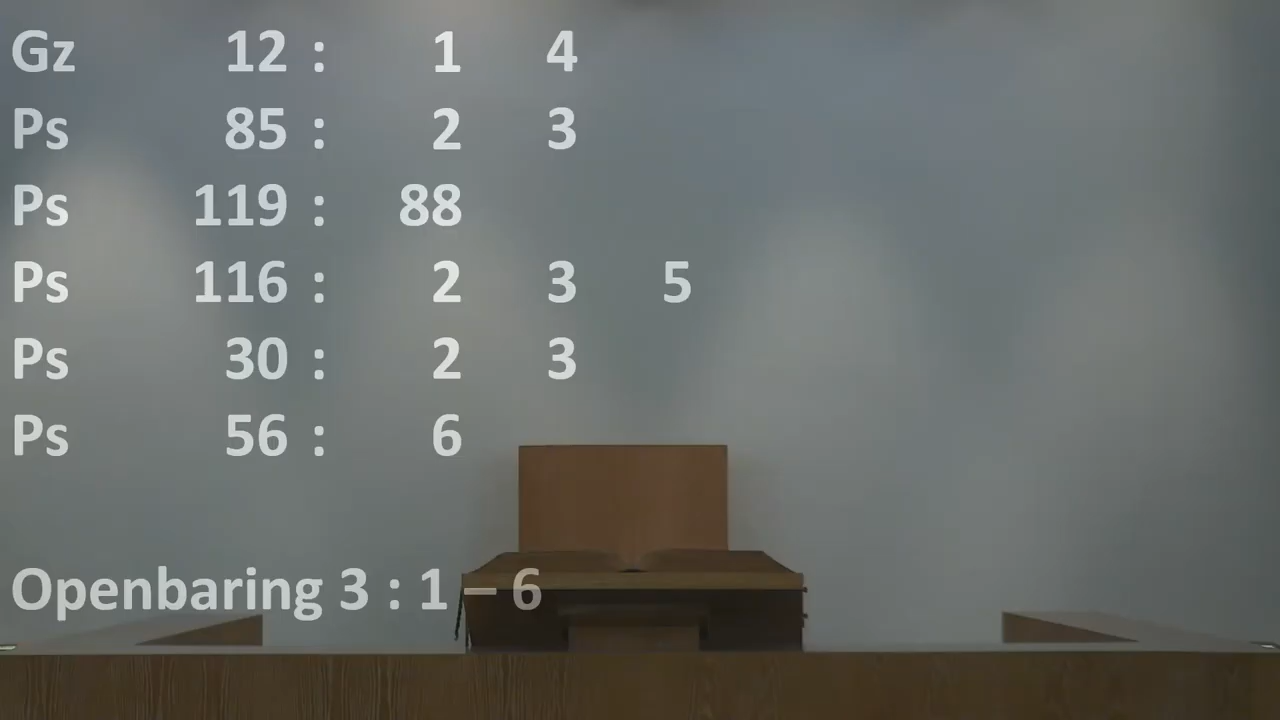 Gz 12 : 1 4
Ps 85 : 2 3
Ps 119 : 88
Ps 116 : 2 3 5
Ps 30 : 2 3
Ps 56 : 6
Openbaring 3 : 1 – 6